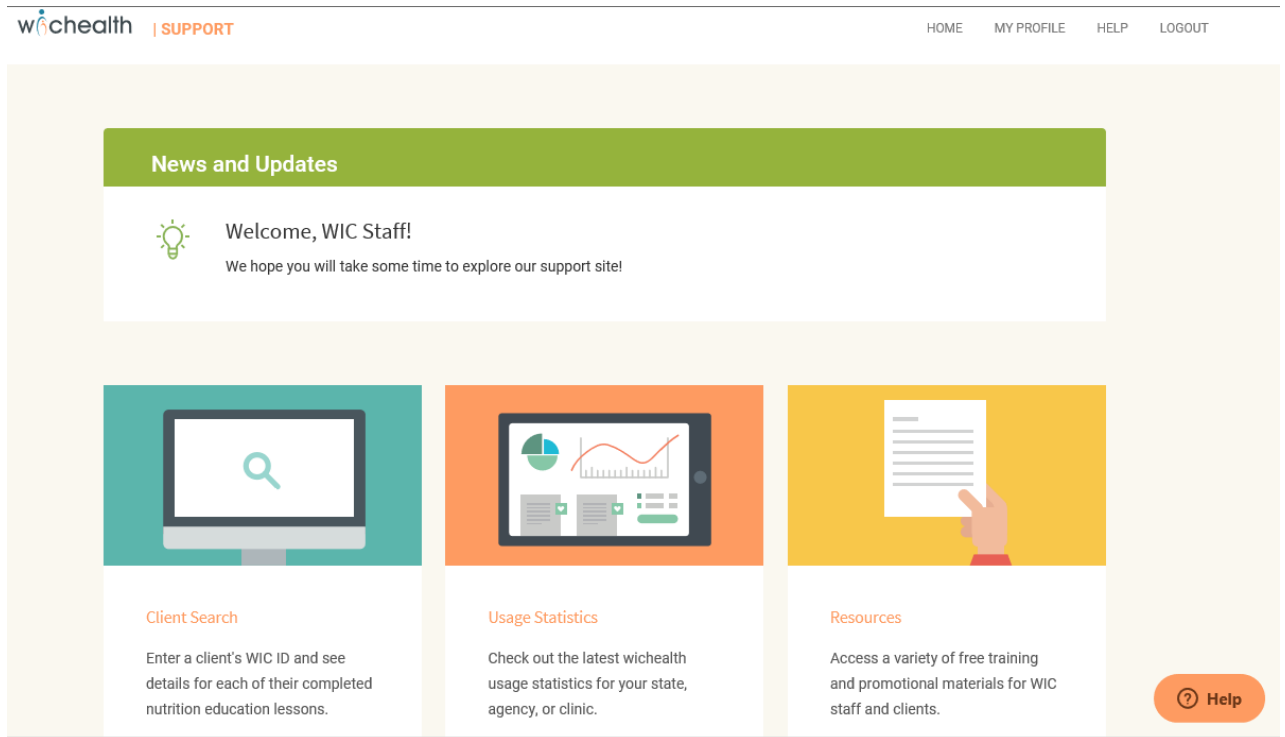 wichealth | SUPPORT
HOME MY PROFILE HELP LOGOUT
News and Updates
Welcome, WIC Staff!
We hope you will take some time to explore our support site!
Client Search
Enter a client's WIC ID and see
details for each of their completed
nutrition education lessons.
Usage Statistics
Check out the latest wichealth
usage statistics for your state,
agency, or clinic.
Resources
Access a variety of free training
and promotional materials for WIC
staff and clients.
Help